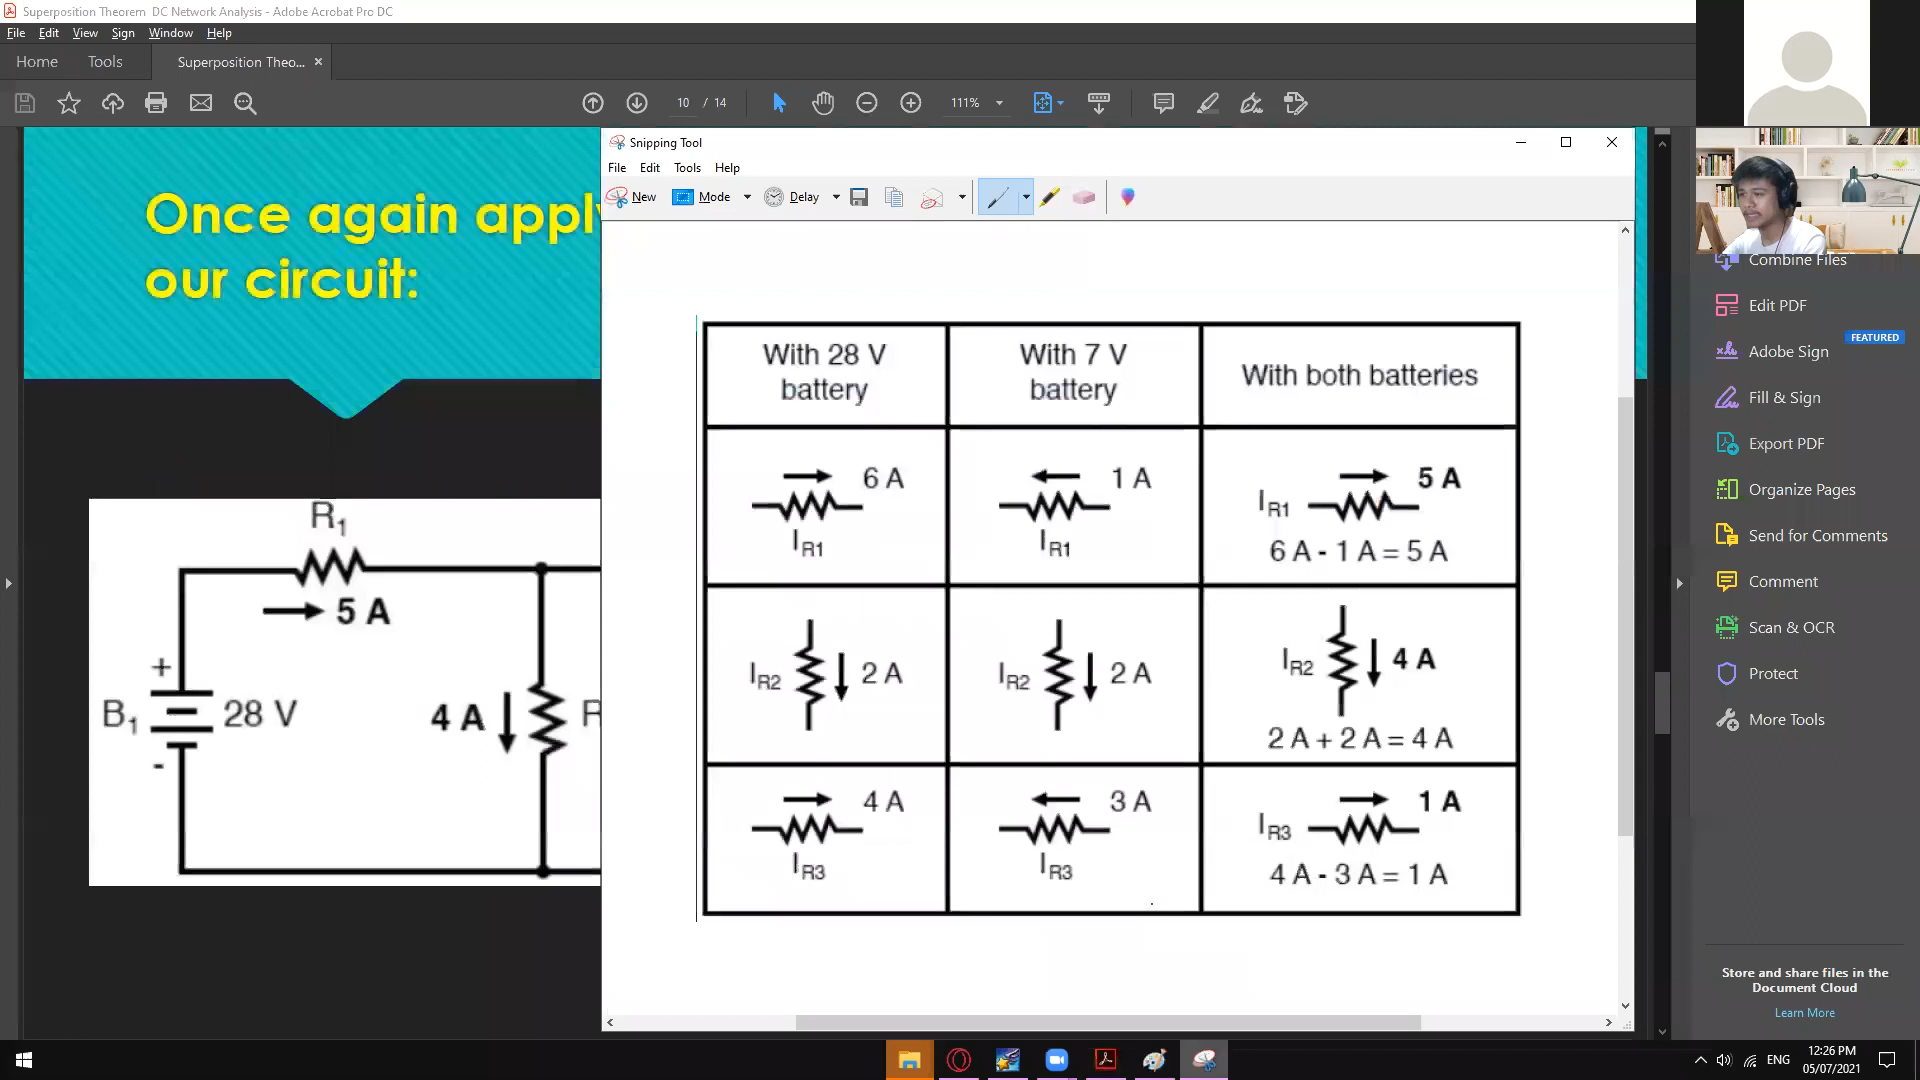 Superposition Theorem  DC Network Analysis - Adobe Acrobat Pro DC
File Edit View Sign Window Help
Home Tools Superposition Theo... ×
10 / 14 111%
Once again apply
our circuit:
R1
5 A
+
B1 28 V
-
4 A
R
Snipping Tool
File Edit Tools Help
New Mode Delay
With 28 V battery With 7 V battery With both batteries
6 A
IR1
1 A
IR1
IR1 5 A
6 A - 1 A = 5 A
IR2 2 A
IR2 2 A
IR2 4 A
2 A + 2 A = 4 A
4 A
IR3
3 A
IR3
IR3 1 A
4 A - 3 A = 1 A
Combine Files
Edit PDF
FEATURED
Adobe Sign
Fill & Sign
Export PDF
Organize Pages
Send for Comments
Comment
Scan & OCR
Protect
More Tools
Store and share files in the
Document Cloud
Learn More
ENG
12:26 PM
05/07/2021